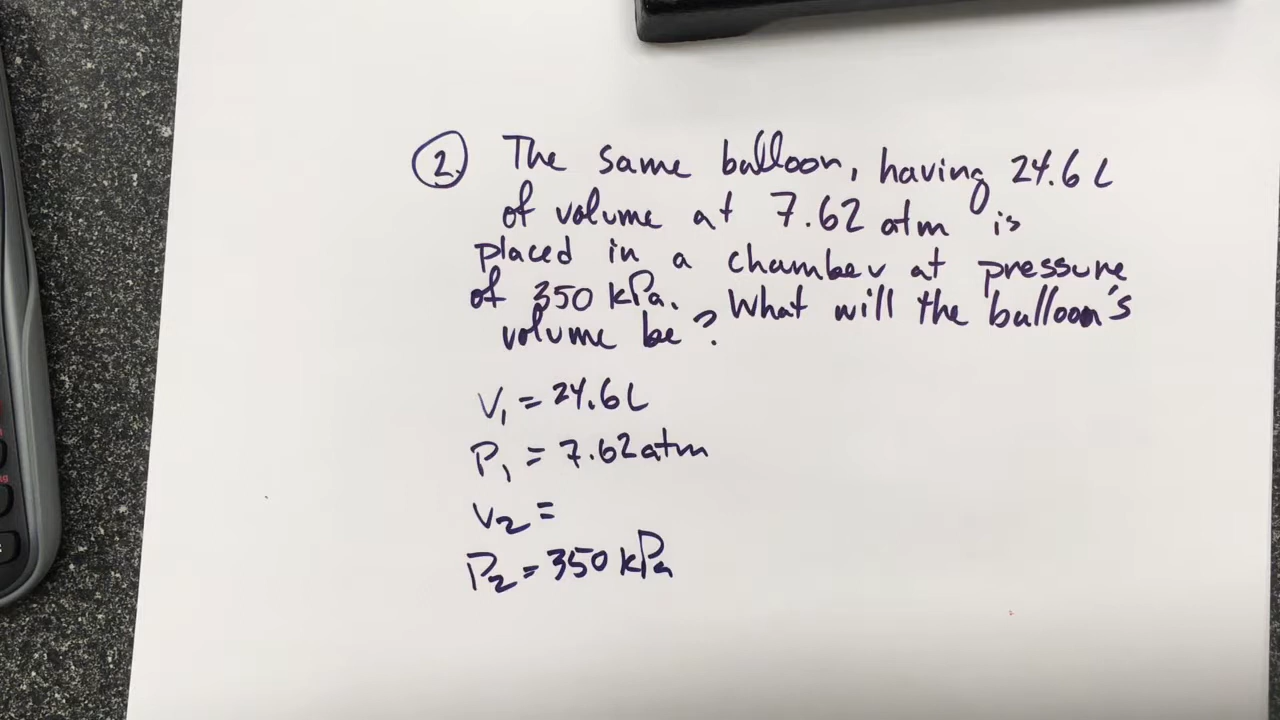 2. The same balloon, having 24.6 L
of volume at 7.62 atm is
placed in a chamber at pressure
of 350 kPa. What will the balloon's
volume be?
V₁ = 24.6 L
P₁ = 7.62 atm
V₂ =
P₂ = 350 kPa